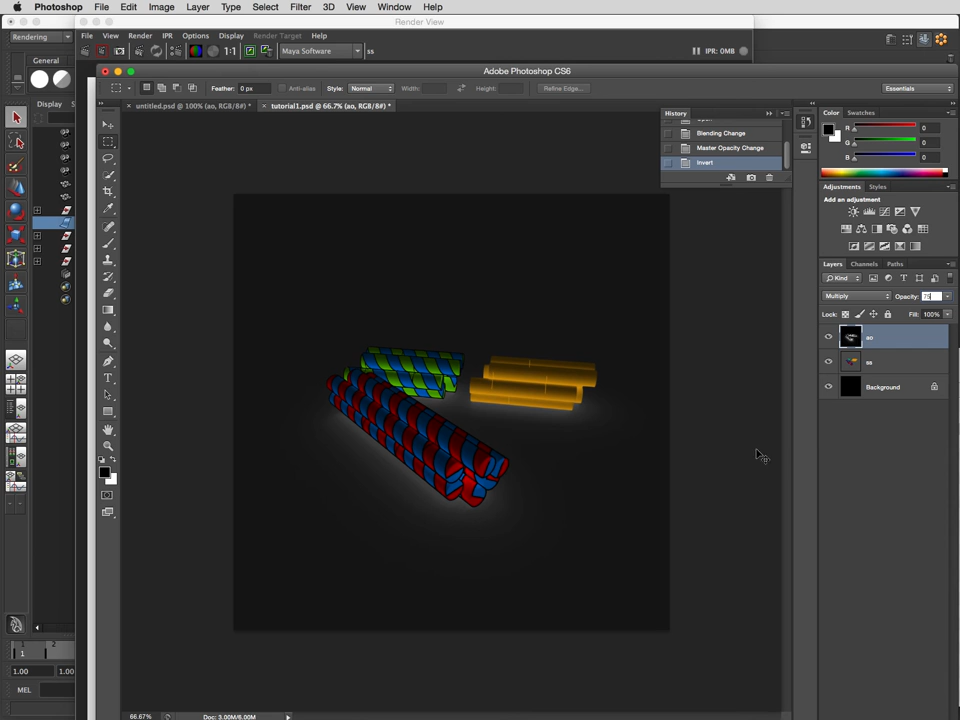 Photoshop File Edit Image Layer Type Select Filter 3D View Window Help
Render View
Rendering
File View Render IPR Options Display Render Target Help
General
1:1 Maya Software ss IPR: 0MB
Adobe Photoshop CS6
Feather: 0 px Anti-alias Style: Normal Width: Height: Refine Edge... Essentials
Display S
× untitled.psd @ 100% (ao, RGB/8#) * × tutorial1.psd @ 66.7% (ao, RGB/8#) *
History
Blending Change
Master Opacity Change
Invert
Color Swatches
R 0
G 0
B 0
Adjustments Styles
Add an adjustment
Layers Channels Paths
Kind
Multiply Opacity: 75
Lock: Fill: 100%
ao
ss
Background
1 2
1
1.00 1.00
MEL
66.67% Doc: 3.00M/6.00M